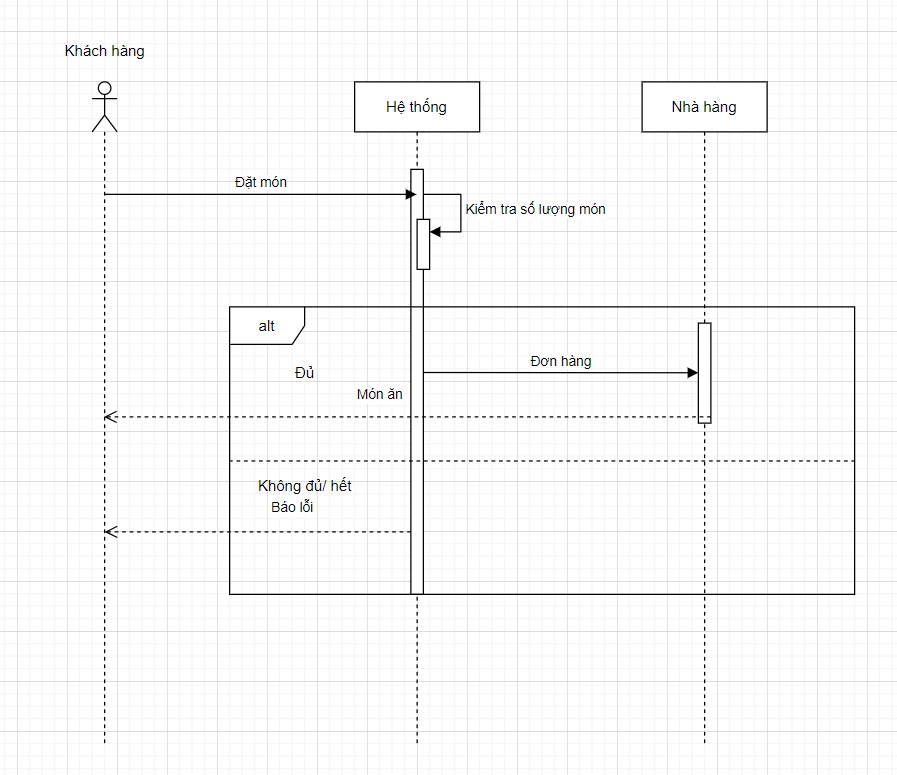 Khách hàng
Hệ thống
Nhà hàng
Đặt món
Kiểm tra số lượng món
alt
Đơn hàng
Đủ
Món ăn
Không đủ/ hết
Báo lỗi